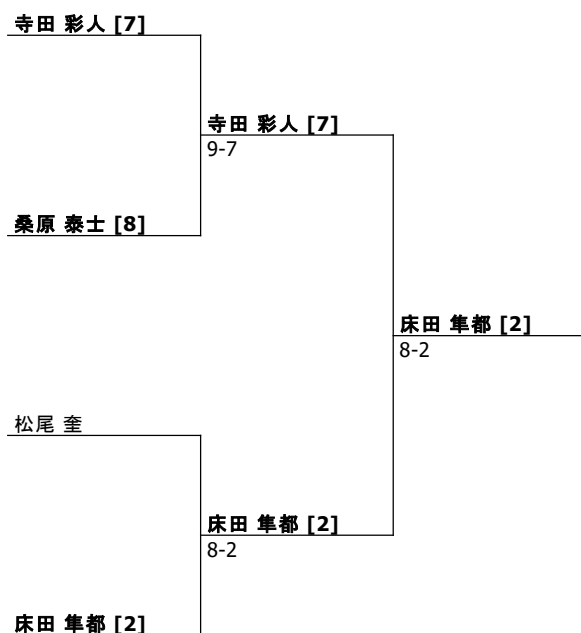 寺田 彩人 [7]
寺田 彩人 [7]
9-7
桑原 泰士 [8]
床田 隼都 [2]
8-2
松尾 奎
床田 隼都 [2]
8-2
床田 隼都 [2]